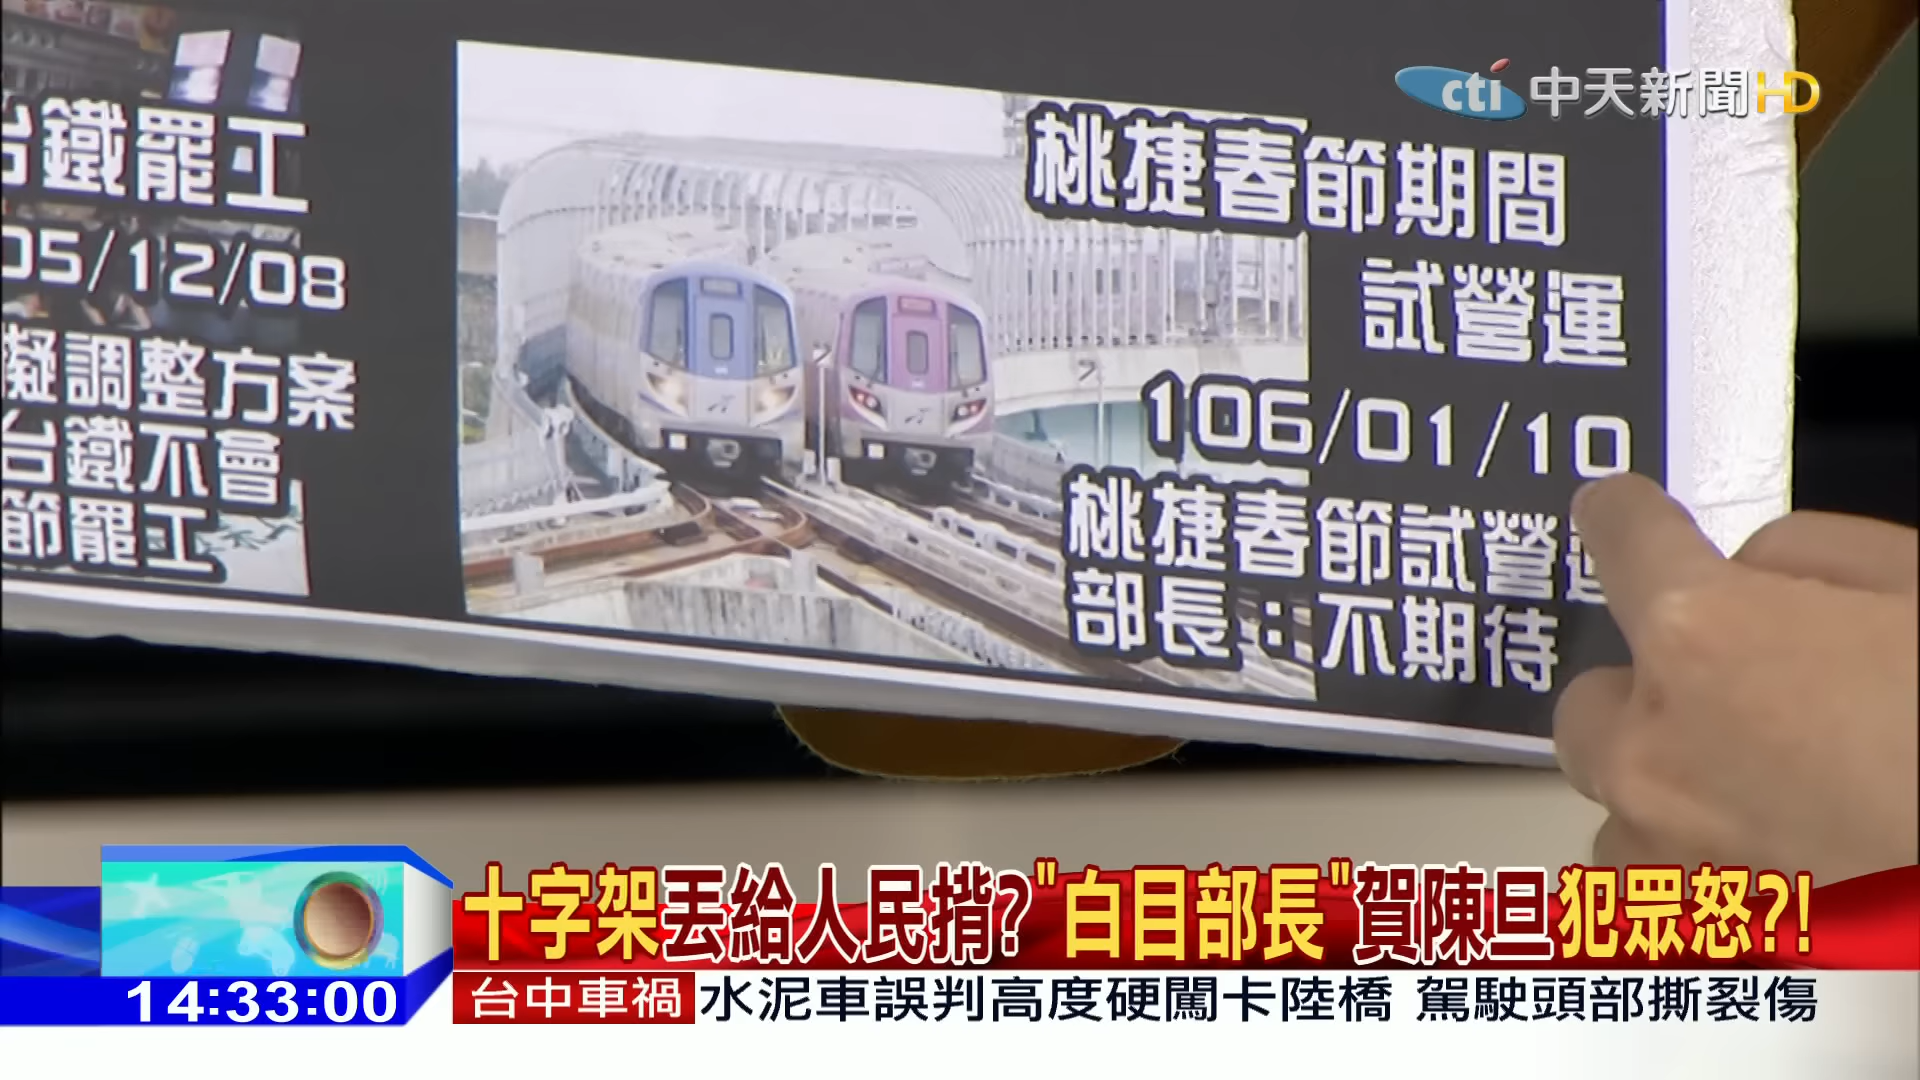 cti 中天新聞HD
台鐵罷工
05/12/08
擬調整方案
台鐵不會
節罷工
桃捷春節期間
試營運
106/01/10
桃捷春節試營運
部長：不期待
十字架丟給人民揹?"白目部長"賀陳旦犯眾怒?!
14:33:00
台中車禍 水泥車誤判高度硬闖卡陸橋 駕駛頭部撕裂傷